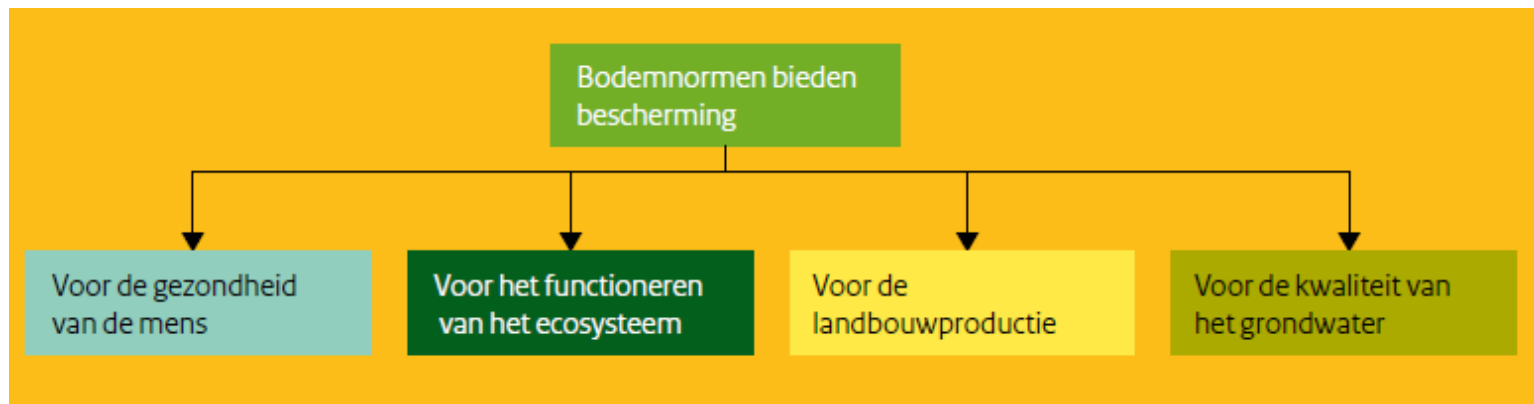 Bodemnormen bieden
bescherming
Voor de gezondheid
van de mens
Voor het functioneren
van het ecosysteem
Voor de
landbouwproductie
Voor de kwaliteit van
het grondwater